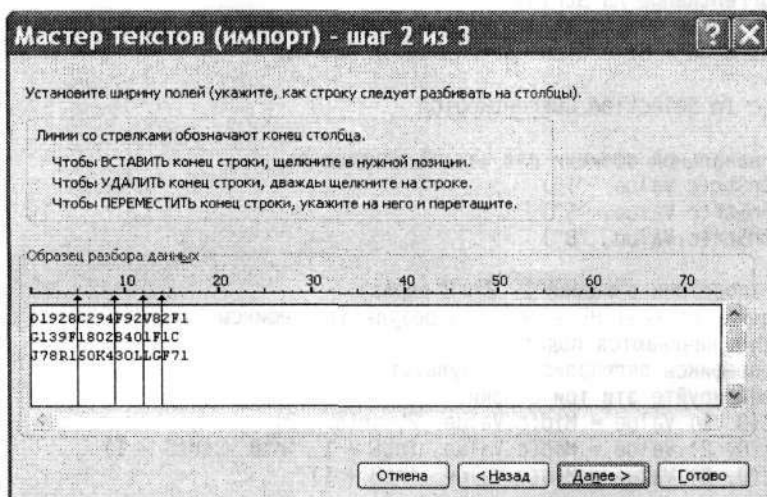 Мастер текстов (импорт) - шаг 2 из 3
Установите ширину полей (укажите, как строку следует разбивать на столбцы).
Линии со стрелками обозначают конец столбца.
Чтобы ВСТАВИТЬ конец строки, щелкните в нужной позиции.
Чтобы УДАЛИТЬ конец строки, дважды щелкните на строке.
Чтобы ПЕРЕМЕСТИТЬ конец строки, укажите на него и перетащите.
Образец разбора данных
10 20 30 40 50 60 70
D1928C294F92V82F1
G139F1802B401F1C
J78R150K43OLLGF71
Отмена < Назад Далее > Готово